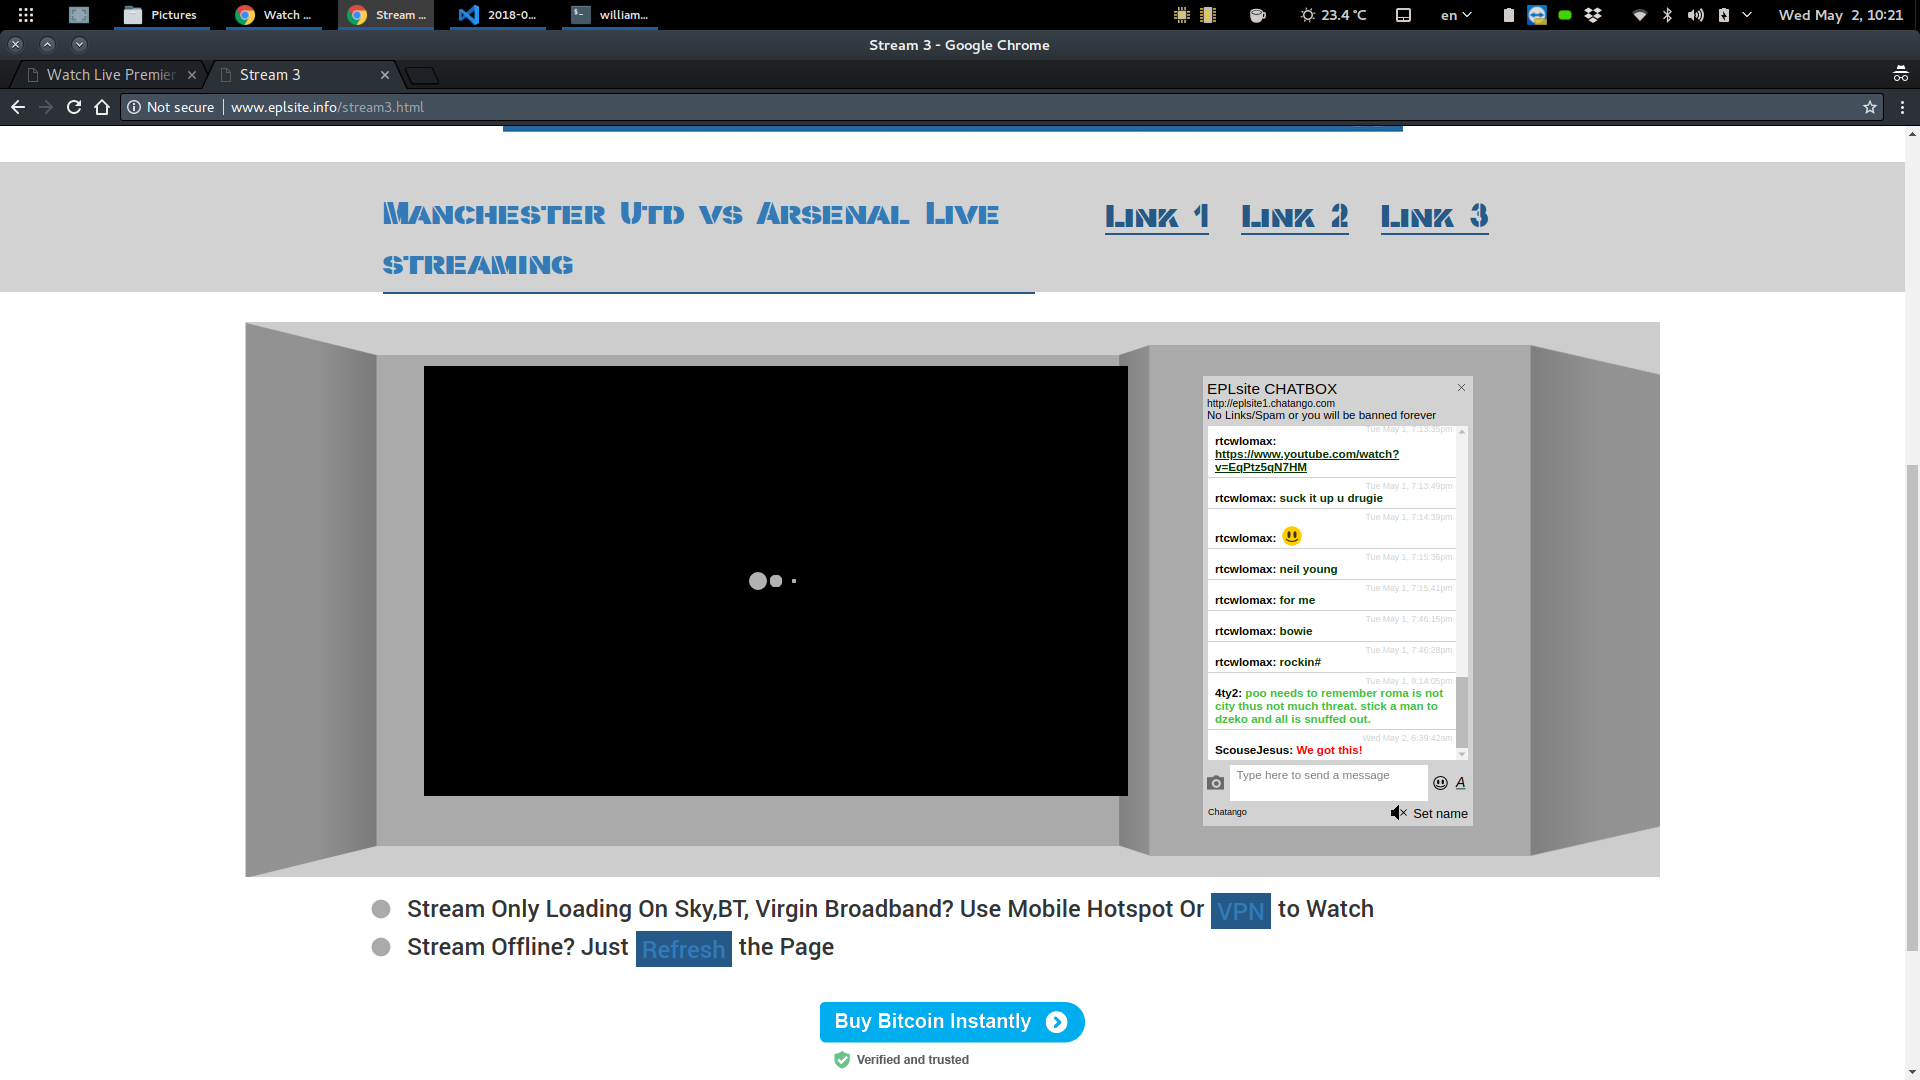 Pictures
Watch ...
Stream ...
2018-0...
william...
23.4 °C
en
Wed May 2, 10:21
Stream 3 - Google Chrome
Watch Live Premier
Stream 3
Not secure
www.eplsite.info/stream3.html
Manchester Utd vs Arsenal Live
streaming
Link 1
Link 2
Link 3
EPLsite CHATBOX
http://eplsite1.chatango.com
No Links/Spam or you will be banned forever
Tue May 1, 7:13:35pm
rtcwlomax:
https://www.youtube.com/watch?
v=EqPtz5qN7HM
Tue May 1, 7:13:49pm
rtcwlomax: suck it up u drugie
Tue May 1, 7:14:39pm
rtcwlomax:
Tue May 1, 7:15:36pm
rtcwlomax: neil young
Tue May 1, 7:15:41pm
rtcwlomax: for me
Tue May 1, 7:46:15pm
rtcwlomax: bowie
Tue May 1, 7:46:28pm
rtcwlomax: rockin#
Tue May 1, 9:14:05pm
4ty2: poo needs to remember roma is not
city thus not much threat. stick a man to
dzeko and all is snuffed out.
Wed May 2, 6:39:42am
ScouseJesus: We got this!
Type here to send a message
A
Chatango
Set name
Stream Only Loading On Sky,BT, Virgin Broadband? Use Mobile Hotspot Or VPN to Watch
Stream Offline? Just Refresh the Page
Buy Bitcoin Instantly
Verified and trusted